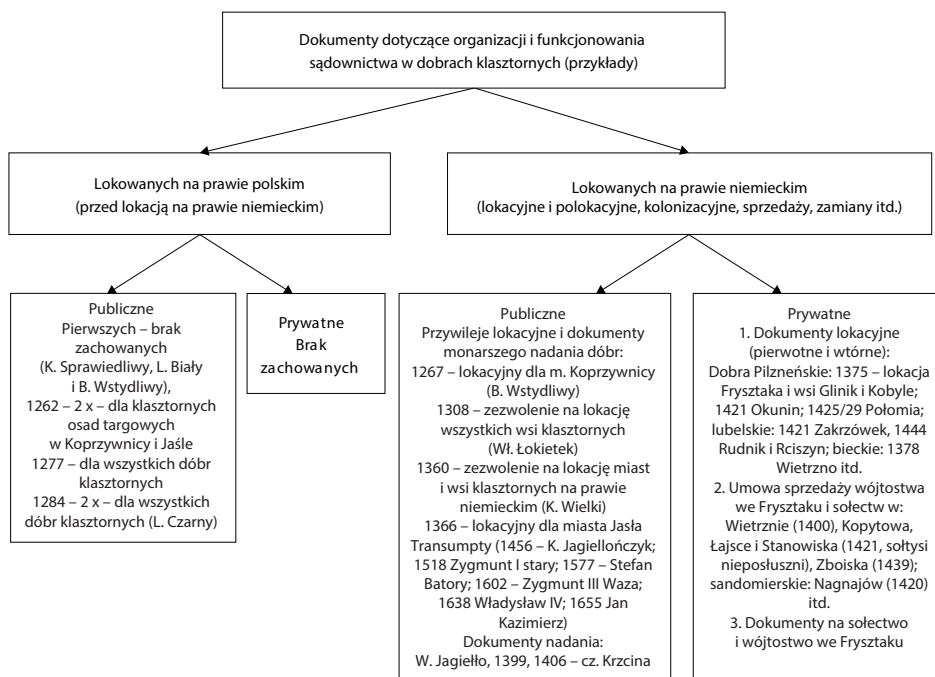 Dokumenty dotyczące organizacji i funkcjonowania
sądownictwa w dobrach klasztornych (przykłady)
Lokowanych na prawie polskim
(przed lokacją na prawie niemieckim)
Lokowanych na prawie niemieckim
(lokacyjne i polokacyjne, kolonizacyjne, sprzedaży, zamiany itd.)
Publiczne
Pierwszych – brak
zachowanych
(K. Sprawiedliwy, L. Biały
i B. Wstydliwy),
1262 – 2 x – dla klasztornych
osad targowych
w Koprzywnicy i Jaśle
1277 – dla wszystkich dóbr
klasztornych
1284 – 2 x – dla wszystkich
dóbr klasztornych (L. Czarny)
Prywatne
Brak
zachowanych
Publiczne
Przywileje lokacyjne i dokumenty
monarszego nadania dóbr:
1267 – lokacyjny dla m. Koprzywnicy
(B. Wstydliwy)
1308 – zezwolenie na lokację
wszystkich wsi klasztornych
(Wł. Łokietek)
1360 – zezwolenie na lokację miast
i wsi klasztornych na prawie
niemieckim (K. Wielki)
1366 – lokacyjny dla miasta Jasła
Transumpty (1456 – K. Jagiellończyk;
1518 Zygmunt I stary; 1577 – Stefan
Batory; 1602 – Zygmunt III Waza;
1638 Władysław IV; 1655 Jan
Kazimierz)
Dokumenty nadania:
W. Jagiełło, 1399, 1406 – cz. Krzcina
Prywatne
1. Dokumenty lokacyjne
(pierwotne i wtórne):
Dobra Pilzneńskie: 1375 – lokacja
Frysztaka i wsi Glinik i Kobyle;
1421 Okunin; 1425/29 Połomia;
lubelskie: 1421 Zakrzówek, 1444
Rudnik i Rciszyn; bieckie: 1378
Wietrzno itd.
2. Umowa sprzedaży wójtostwa
we Frysztaku i sołectw w:
Wietrznie (1400), Kopytowa,
Łajsce i Stanowiska (1421, sołtysi
nieposłuszni), Zboiska (1439);
sandomierskie: Nagnajów (1420)
itd.
3. Dokumenty na sołectwo
i wójtostwo we Frysztaku